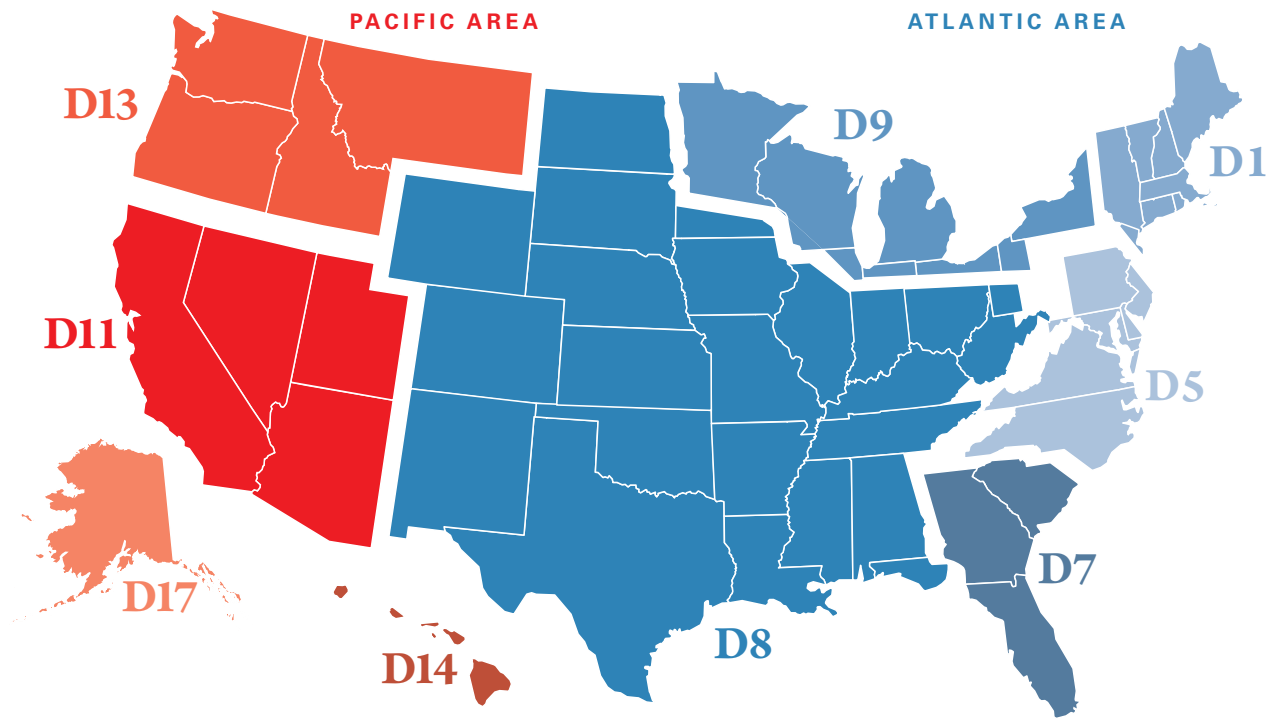 PACIFIC AREA
ATLANTIC AREA
D13
D9
D1
D11
D5
D17
D7
D8
D14